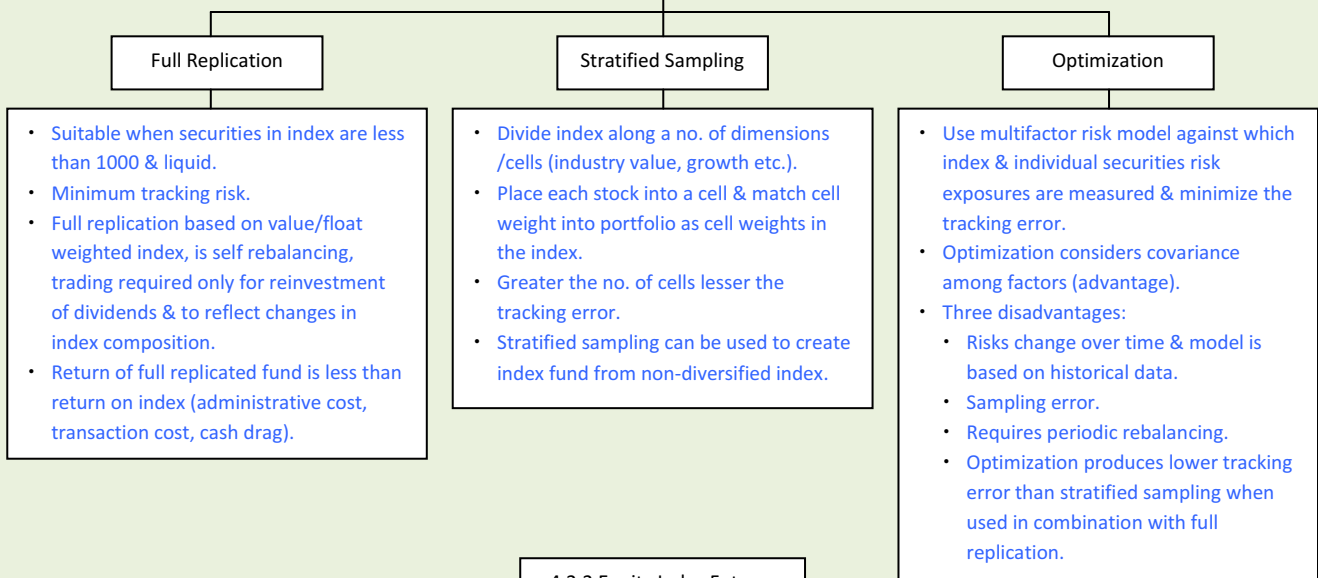 Full Replication
• Suitable when securities in index are less
than 1000 & liquid.
• Minimum tracking risk.
• Full replication based on value/float
weighted index, is self rebalancing,
trading required only for reinvestment
of dividends & to reflect changes in
index composition.
• Return of full replicated fund is less than
return on index (administrative cost,
transaction cost, cash drag).
Stratified Sampling
• Divide index along a no. of dimensions
/cells (industry value, growth etc.).
• Place each stock into a cell & match cell
weight into portfolio as cell weights in
the index.
• Greater the no. of cells lesser the
tracking error.
• Stratified sampling can be used to create
index fund from non-diversified index.
Optimization
• Use multifactor risk model against which
index & individual securities risk
exposures are measured & minimize the
tracking error.
• Optimization considers covariance
among factors (advantage).
• Three disadvantages:
• Risks change over time & model is
based on historical data.
• Sampling error.
• Requires periodic rebalancing.
• Optimization produces lower tracking
error than stratified sampling when
used in combination with full
replication.
Equity Index